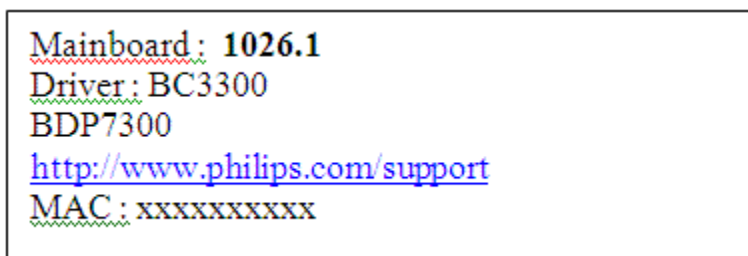 Mainboard : 1026.1
Driver : BC3300
BDP7300
http://www.philips.com/support
MAC : xxxxxxxxxx